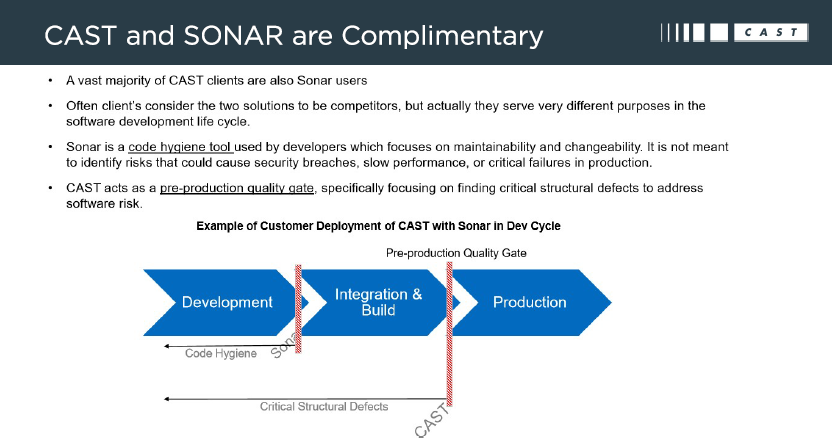 CAST and SONAR are Complimentary
CAST
• A vast majority of CAST clients are also Sonar users
• Often client's consider the two solutions to be competitors, but actually they serve very different purposes in the
software development life cycle.
• Sonar is a code hygiene tool used by developers which focuses on maintainability and changeability. It is not meant
to identify risks that could cause security breaches, slow performance, or critical failures in production.
• CAST acts as a pre-production quality gate, specifically focusing on finding critical structural defects to address
software risk.
Example of Customer Deployment of CAST with Sonar in Dev Cycle
Pre-production Quality Gate
Development
Integration &
Build
Production
Code Hygiene
Sonar
Critical Structural Defects
CAST